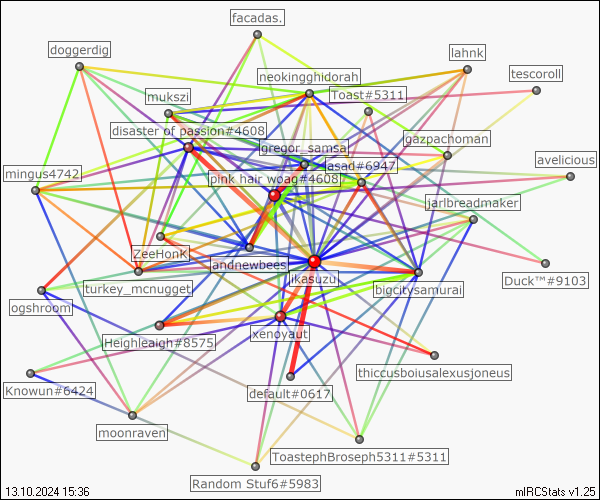 facadas.
doggerdig
lahnk
neokingghidorah
tescoroll
mukszi
Toast#5311
disaster of passion#4608
gazpachoman
gregor_samsa
avelicious
asad#6947
mingus4742
pink hair woag#4608
jarlbreadmaker
ZeeHonK
andnewbees
ikasuzu
Duck™#9103
turkey_mcnugget
bigcitysamurai
ogshroom
xenoyaut
Heighleaigh#8575
thiccusboiusalexusjoneus
Knowun#6424
default#0617
moonraven
ToastephBroseph5311#5311
Random Stuf6#5983
13.10.2024 15:36
mIRCStats v1.25